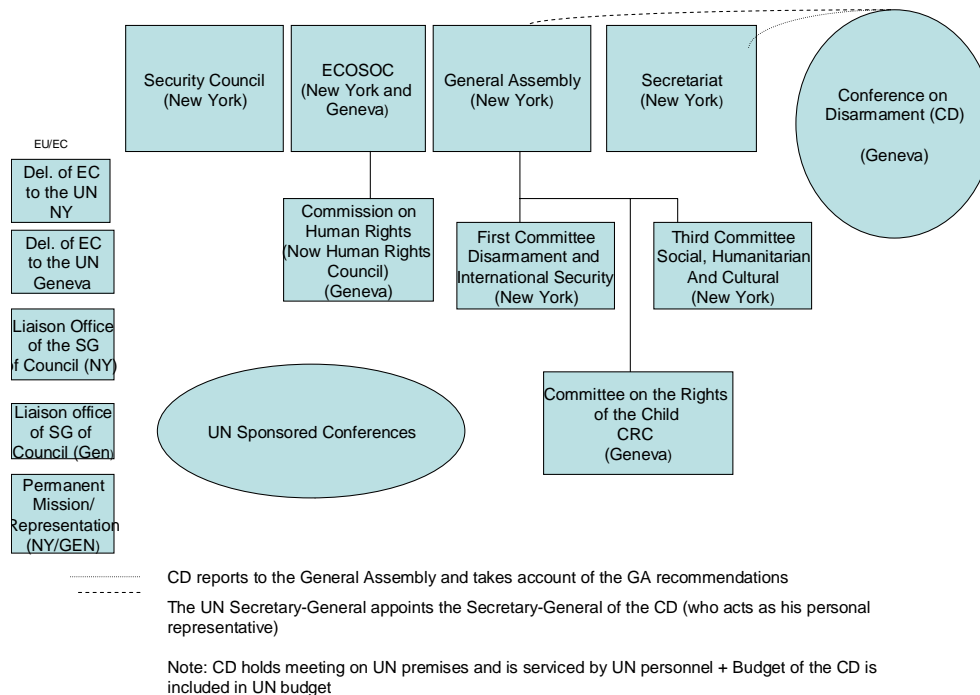 Security Council
(New York)
ECOSOC
(New York and
Geneva)
General Assembly
(New York)
Secretariat
(New York)
Conference on
Disarmament (CD)
(Geneva)
EU/EC
Del. of EC
to the UN
NY
Del. of EC
to the UN
Geneva
Liaison Office
of the SG
of Council (NY)
Liaison office
of SG of
Council (Gen)
Permanent
Mission/
Representation
(NY/GEN)
Commission on
Human Rights
(Now Human Rights
Council)
(Geneva)
First Committee
Disarmament and
International Security
(New York)
Third Committee
Social, Humanitarian
And Cultural
(New York)
Committee on the Rights
of the Child
CRC
(Geneva)
UN Sponsored Conferences
CD reports to the General Assembly and takes account of the GA recommendations
The UN Secretary-General appoints the Secretary-General of the CD (who acts as his personal
representative)
Note: CD holds meeting on UN premises and is serviced by UN personnel + Budget of the CD is
included in UN budget